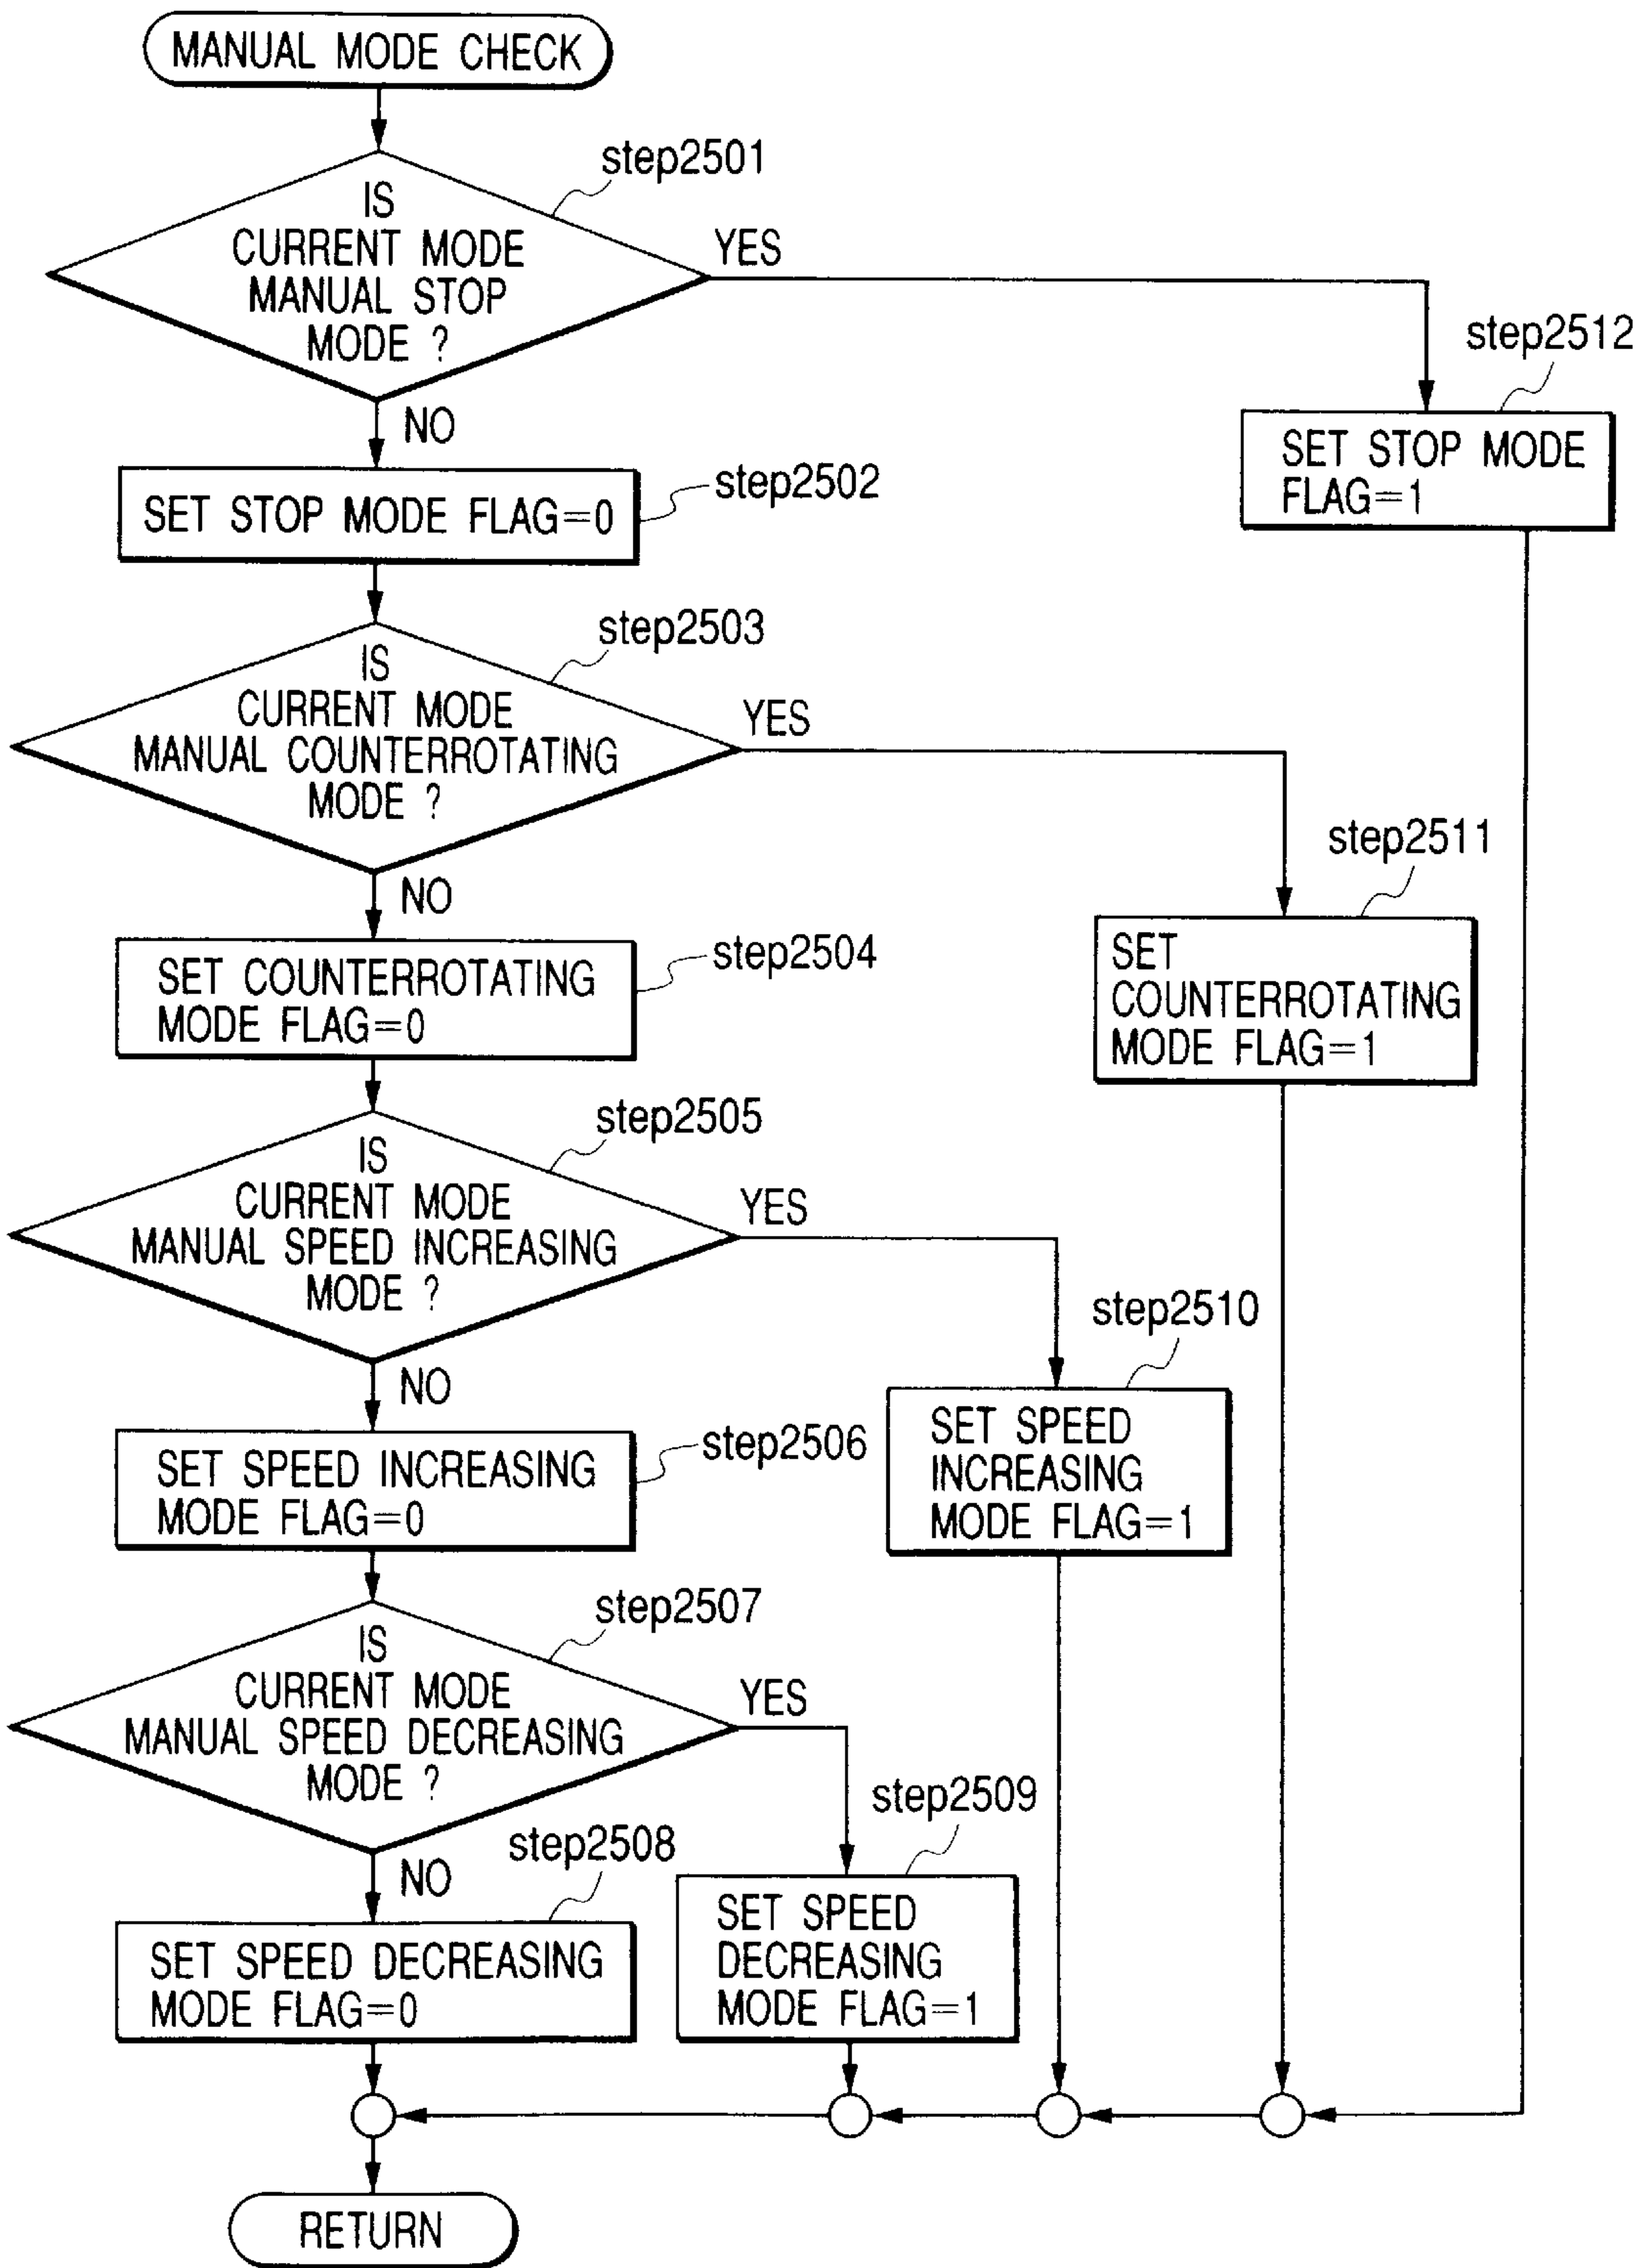 MANUAL MODE CHECK
step2501
IS
CURRENT MODE
MANUAL STOP
MODE ?
YES
NO
step2512
SET STOP MODE
FLAG=1
step2502
SET STOP MODE FLAG=0
step2503
IS
CURRENT MODE
MANUAL COUNTERROTATING
MODE ?
YES
NO
step2511
SET
COUNTERROTATING
MODE FLAG=1
step2504
SET COUNTERROTATING
MODE FLAG=0
step2505
IS
CURRENT MODE
MANUAL SPEED INCREASING
MODE ?
YES
NO
step2510
SET SPEED
INCREASING
MODE FLAG=1
step2506
SET SPEED INCREASING
MODE FLAG=0
step2507
IS
CURRENT MODE
MANUAL SPEED DECREASING
MODE ?
YES
NO
step2509
SET SPEED
DECREASING
MODE FLAG=1
step2508
SET SPEED DECREASING
MODE FLAG=0
RETURN